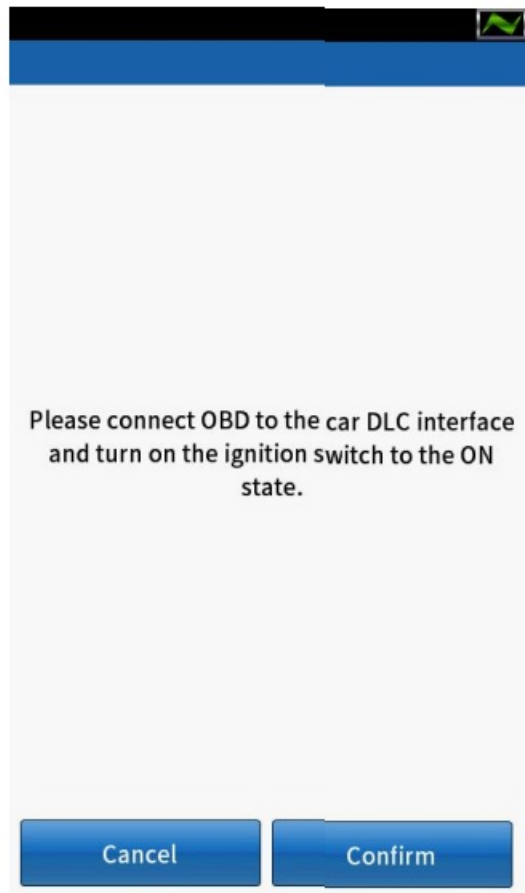 Please connect OBD to the car DLC interface
and turn on the ignition switch to the ON
state.
Cancel
Confirm